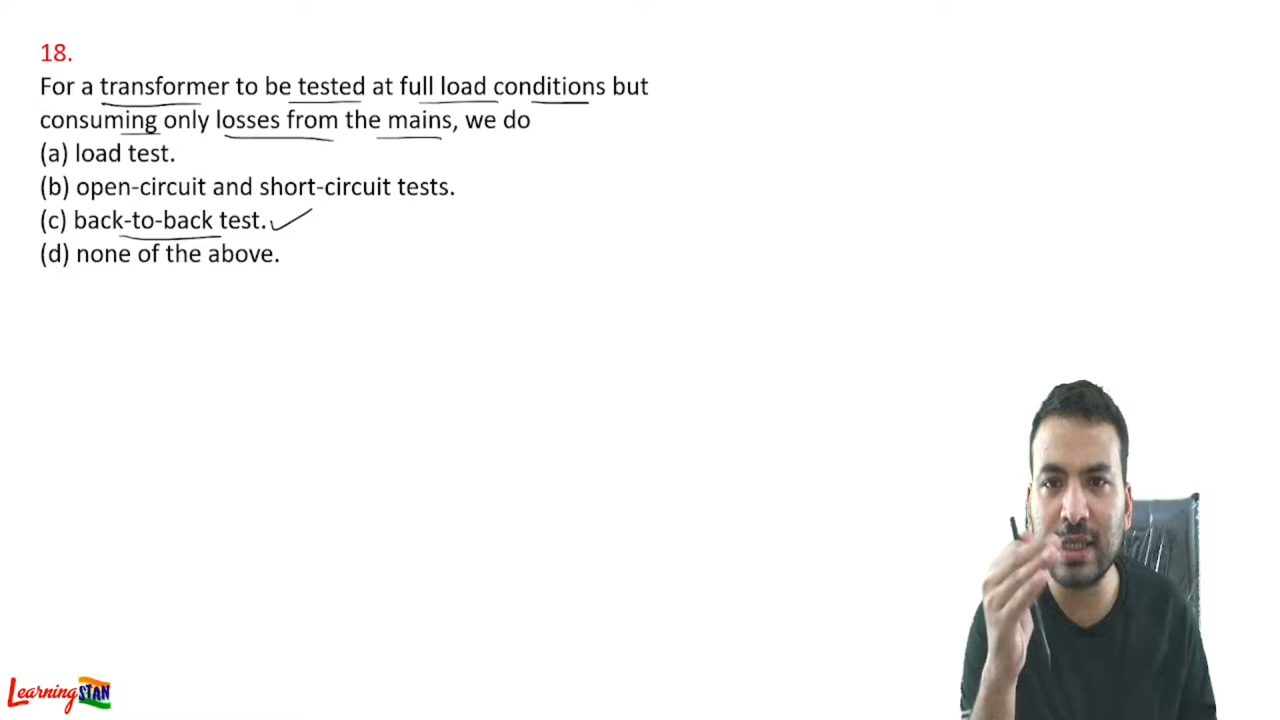 18.
For a transformer to be tested at full load conditions but
consuming only losses from the mains, we do
(a) load test.
(b) open-circuit and short-circuit tests.
(c) back-to-back test.
(d) none of the above.
LearningSTAN